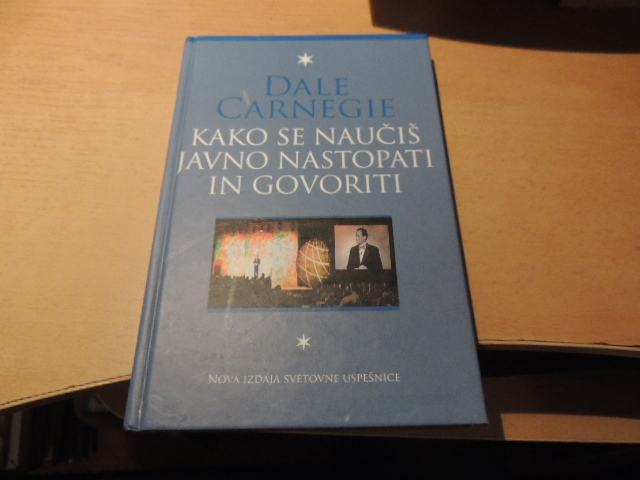 DALE
CARNEGIE
KAKO SE NAUČIŠ
JAVNO NASTOPATI
IN GOVORITI
NOVA IZDAJA SVETOVNE USPEŠNICE